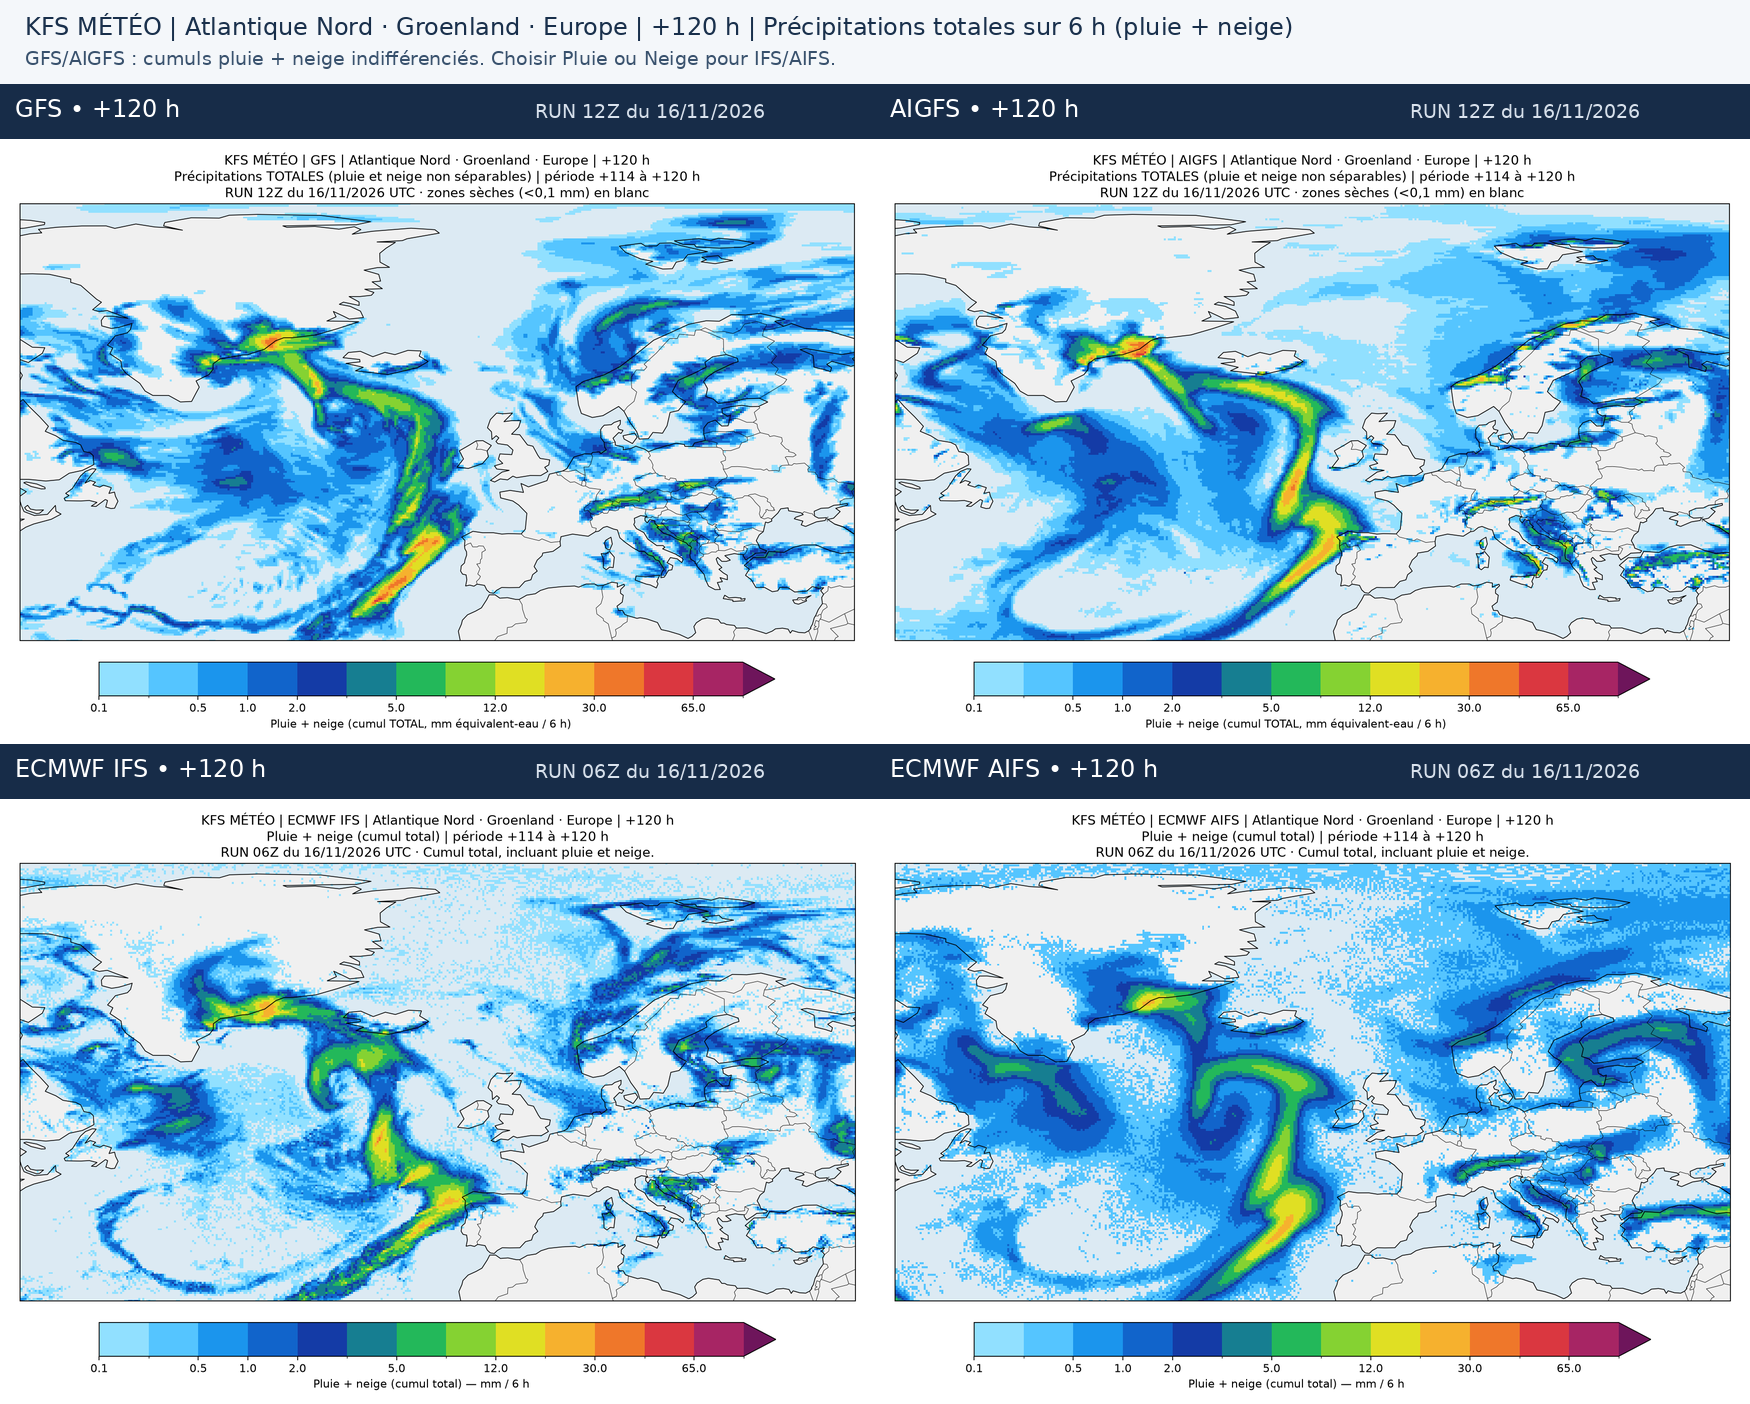 KFS MÉTÉO | Atlantique Nord · Groenland · Europe | +120 h | Précipitations totales sur 6 h (pluie + neige)
GFS/AIGFS : cumuls pluie + neige indifférenciés. Choisir Pluie ou Neige pour IFS/AIFS.
GFS • +120 h RUN 12Z du 16/11/2026
KFS MÉTÉO | GFS | Atlantique Nord · Groenland · Europe | +120 h
Précipitations TOTALES (pluie et neige non séparables) | période +114 à +120 h
RUN 12Z du 16/11/2026 UTC · zones sèches (<0,1 mm) en blanc
0.1 0.5 1.0 2.0 5.0 12.0 30.0 65.0
Pluie + neige (cumul TOTAL, mm équivalent-eau / 6 h)
AIGFS • +120 h RUN 12Z du 16/11/2026
KFS MÉTÉO | AIGFS | Atlantique Nord · Groenland · Europe | +120 h
Précipitations TOTALES (pluie et neige non séparables) | période +114 à +120 h
RUN 12Z du 16/11/2026 UTC · zones sèches (<0,1 mm) en blanc
0.1 0.5 1.0 2.0 5.0 12.0 30.0 65.0
Pluie + neige (cumul TOTAL, mm équivalent-eau / 6 h)
ECMWF IFS • +120 h RUN 06Z du 16/11/2026
KFS MÉTÉO | ECMWF IFS | Atlantique Nord · Groenland · Europe | +120 h
Pluie + neige (cumul total) | période +114 à +120 h
RUN 06Z du 16/11/2026 UTC · Cumul total, incluant pluie et neige.
0.1 0.5 1.0 2.0 5.0 12.0 30.0 65.0
Pluie + neige (cumul total) — mm / 6 h
ECMWF AIFS • +120 h RUN 06Z du 16/11/2026
KFS MÉTÉO | ECMWF AIFS | Atlantique Nord · Groenland · Europe | +120 h
Pluie + neige (cumul total) | période +114 à +120 h
RUN 06Z du 16/11/2026 UTC · Cumul total, incluant pluie et neige.
0.1 0.5 1.0 2.0 5.0 12.0 30.0 65.0
Pluie + neige (cumul total) — mm / 6 h